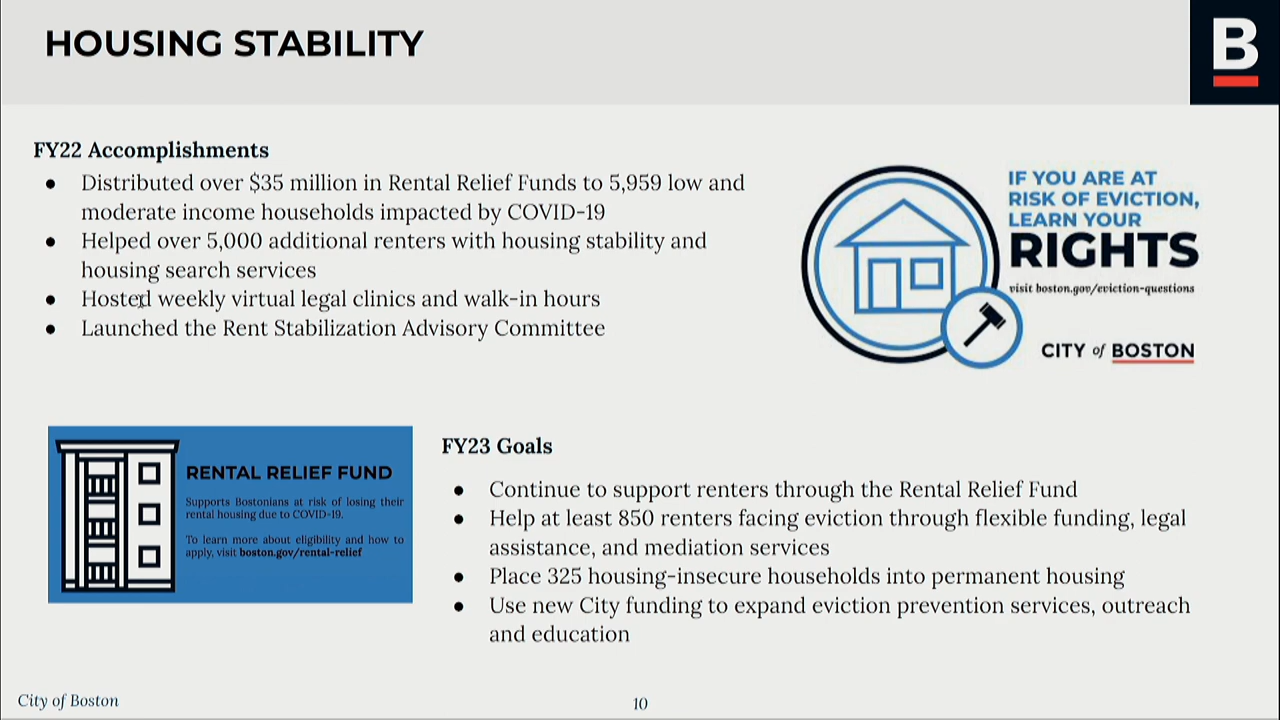 HOUSING STABILITY
B
FY22 Accomplishments
● Distributed over $35 million in Rental Relief Funds to 5,959 low and
moderate income households impacted by COVID-19
● Helped over 5,000 additional renters with housing stability and
housing search services
● Hosted weekly virtual legal clinics and walk-in hours
● Launched the Rent Stabilization Advisory Committee
IF YOU ARE AT
RISK OF EVICTION,
LEARN YOUR
RIGHTS
visit boston.gov/eviction-questions
CITY of BOSTON
RENTAL RELIEF FUND
Supports Bostonians at risk of losing their
rental housing due to COVID-19.
To learn more about eligibility and how to
apply, visit boston.gov/rental-relief
FY23 Goals
● Continue to support renters through the Rental Relief Fund
● Help at least 850 renters facing eviction through flexible funding, legal
assistance, and mediation services
● Place 325 housing-insecure households into permanent housing
● Use new City funding to expand eviction prevention services, outreach
and education
City of Boston
10